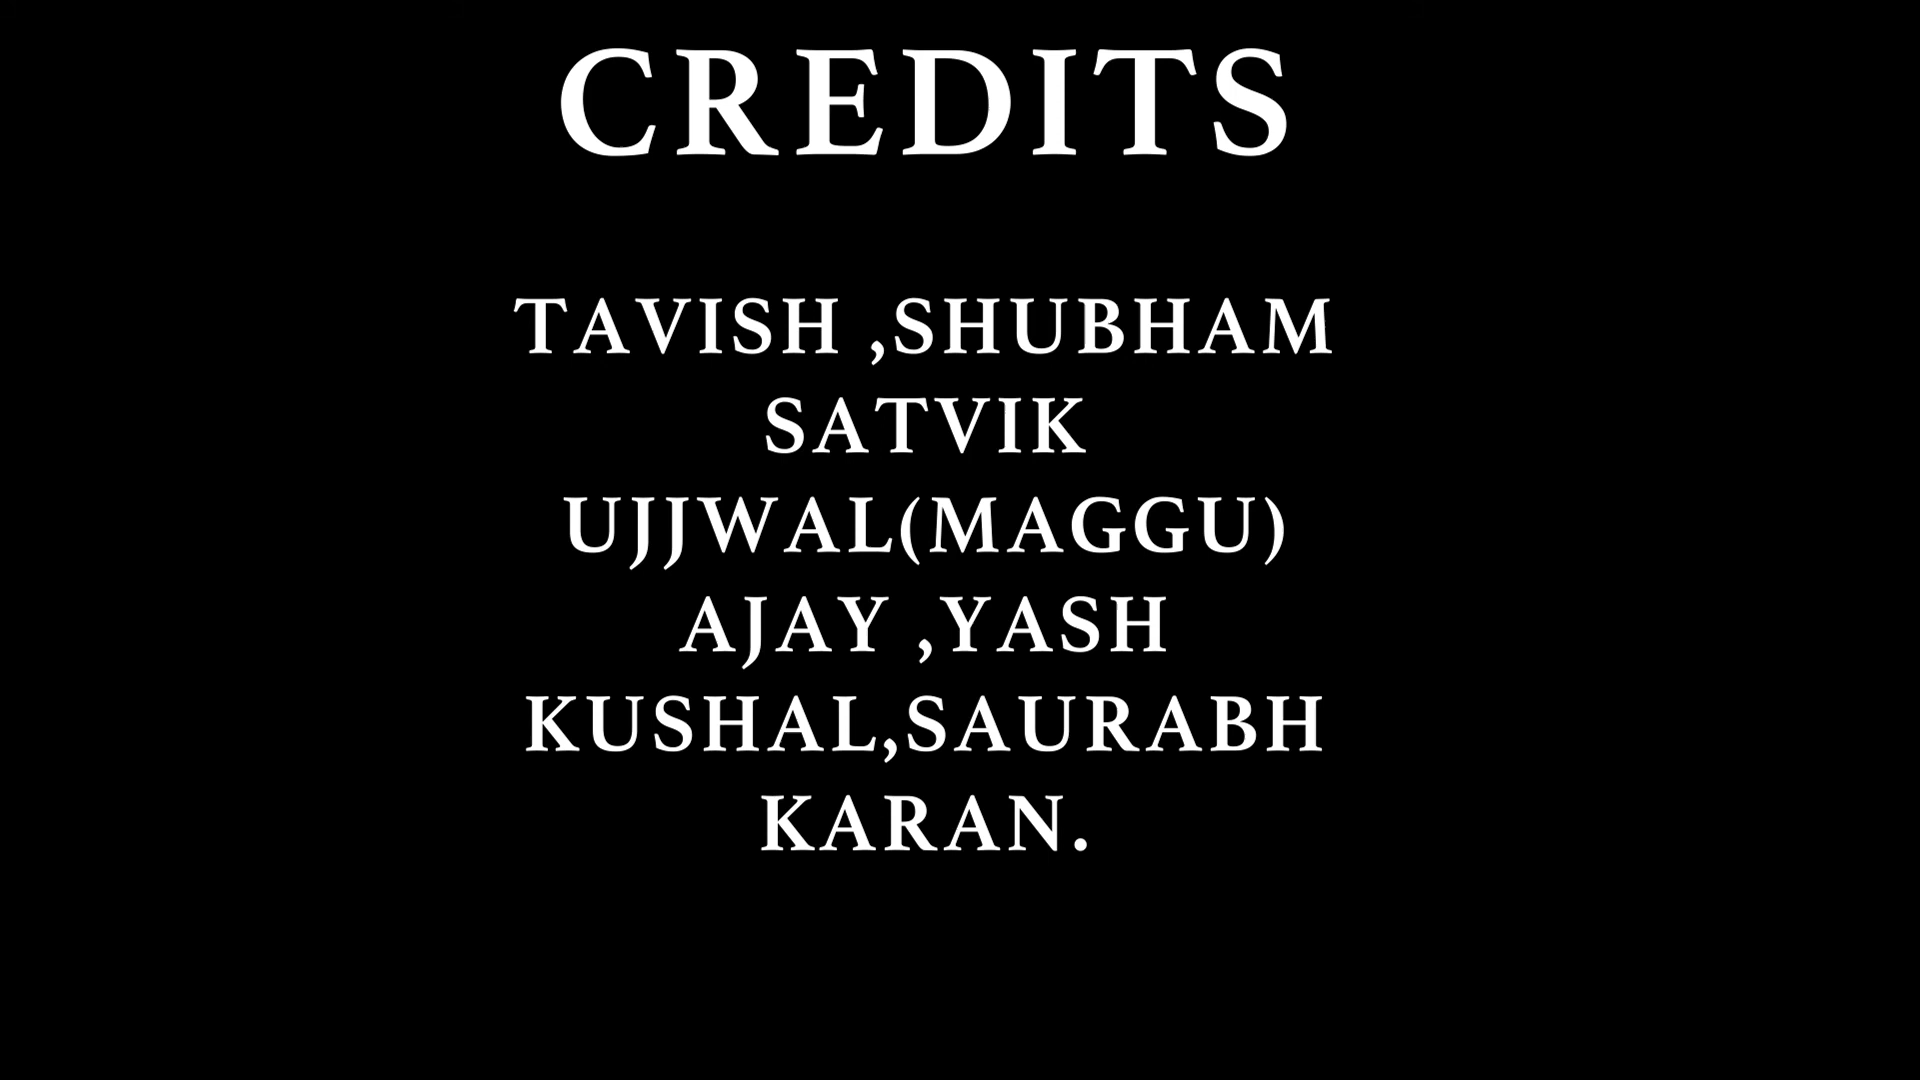 CREDITS
TAVISH ,SHUBHAM
SATVIK
UJJWAL(MAGGU)
AJAY ,YASH
KUSHAL,SAURABH
KARAN.